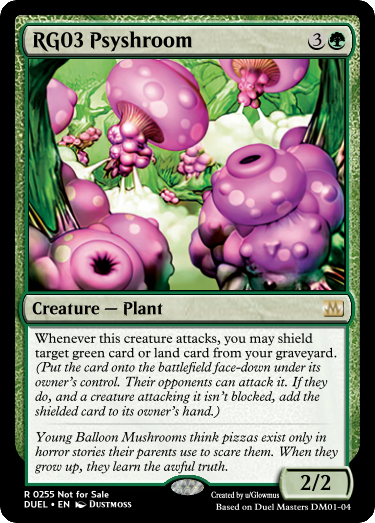 RG03 Psyshroom 3
Creature — Plant
Whenever this creature attacks, you may shield
target green card or land card from your graveyard.
(Put the card onto the battlefield face-down under its
owner's control. Their opponents can attack it. If they
do, and a creature attacking it isn't blocked, add the
shielded card to its owner's hand.)
Young Balloon Mushrooms think pizzas exist only in
horror stories their parents use to scare them. When they
grow up, they learn the awful truth.
2/2
R 0255 Not for Sale
DUEL • EN Dustmoss
Created by u/Glowmus
Based on Duel Masters DM01-04